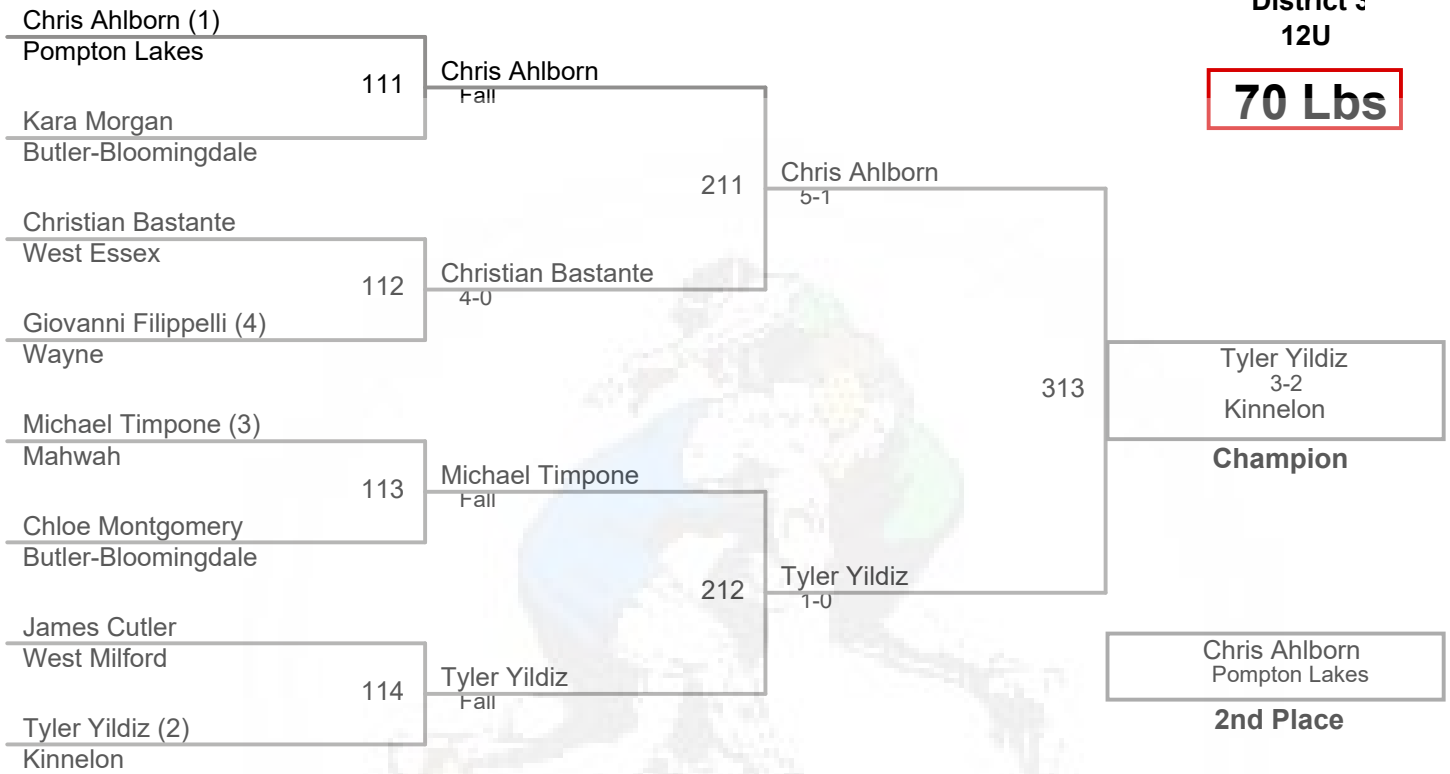 District
12U
70 Lbs
Chris Ahlborn (1)
Pompton Lakes
111
Kara Morgan
Butler-Bloomingdale
Christian Bastante
West Essex
112
Giovanni Filippelli (4)
Wayne
Michael Timpone (3)
Mahwah
113
Chloe Montgomery
Butler-Bloomingdale
James Cutler
West Milford
114
Tyler Yildiz (2)
Kinnelon
Chris Ahlborn
Fall
211
Christian Bastante
4-0
Michael Timpone
Fall
212
Tyler Yildiz
Fall
Chris Ahlborn
5-1
313
Tyler Yildiz
1-0
Tyler Yildiz
3-2
Kinnelon
Champion
Chris Ahlborn
Pompton Lakes
2nd Place